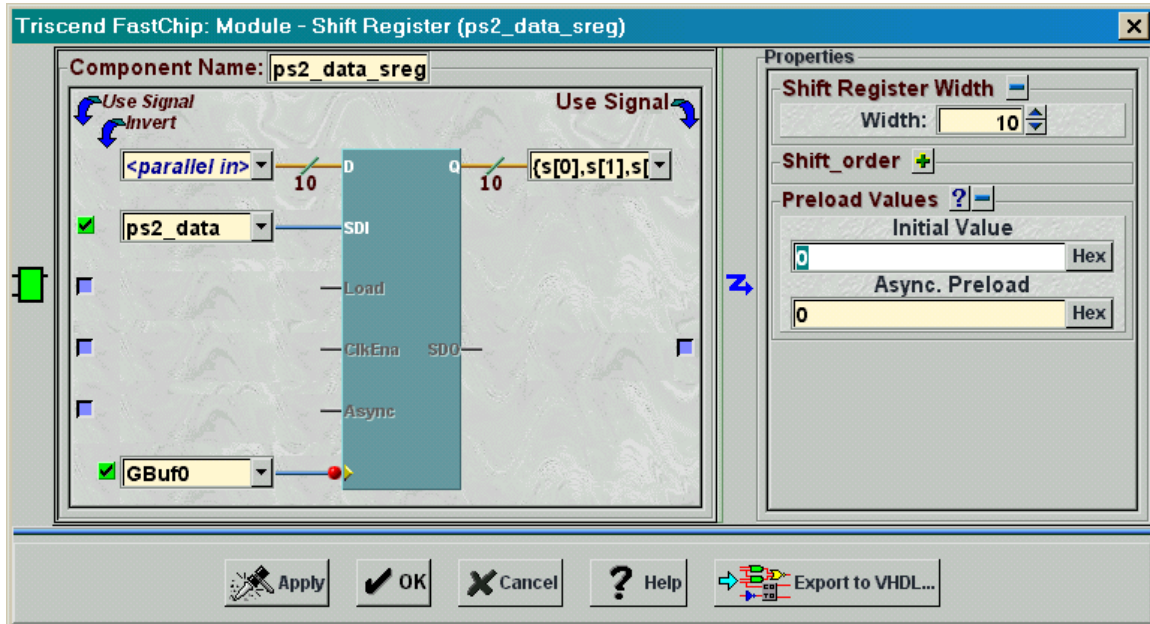 Triscend FastChip: Module - Shift Register (ps2_data_sreg)
Component Name: ps2_data_sreg
Use Signal
Invert
Use Signal
<parallel in>
10
D
Q
10
{s[0],s[1],s[
ps2_data
SDI
Load
ClkEna
SDO
Async
GBuf0
Properties
Shift Register Width
Width: 10
Shift_order
Preload Values ?
Initial Value
0 Hex
Async. Preload
0 Hex
Apply
OK
Cancel
? Help
Export to VHDL...